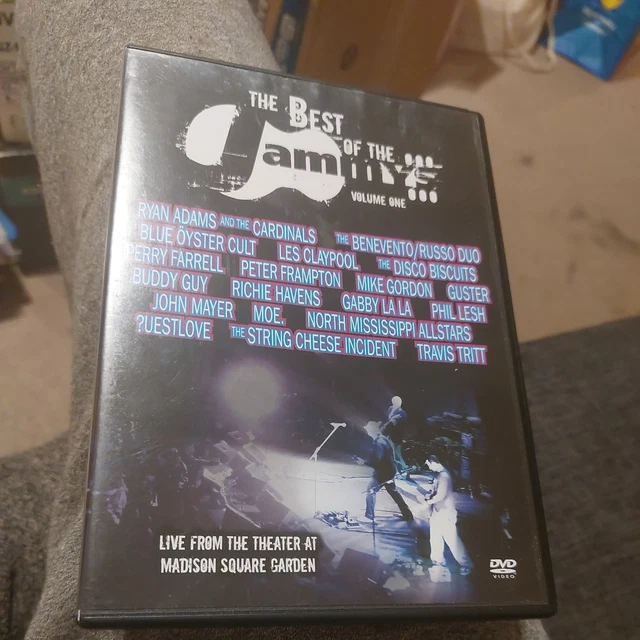 THE BEST
OF THE
Jammys
VOLUME ONE
RYAN ADAMS AND THE CARDINALS THE BENEVENTO/RUSSO DUO
BLUE ÖYSTER CULT LES CLAYPOOL THE DISCO BISCUITS
PERRY FARRELL PETER FRAMPTON MIKE GORDON GUSTER
BUDDY GUY RICHIE HAVENS GABBY LA LA PHIL LESH
JOHN MAYER MOE. NORTH MISSISSIPPI ALLSTARS
?UESTLOVE THE STRING CHEESE INCIDENT TRAVIS TRITT
LIVE FROM THE THEATER AT
MADISON SQUARE GARDEN
DVD
VIDEO